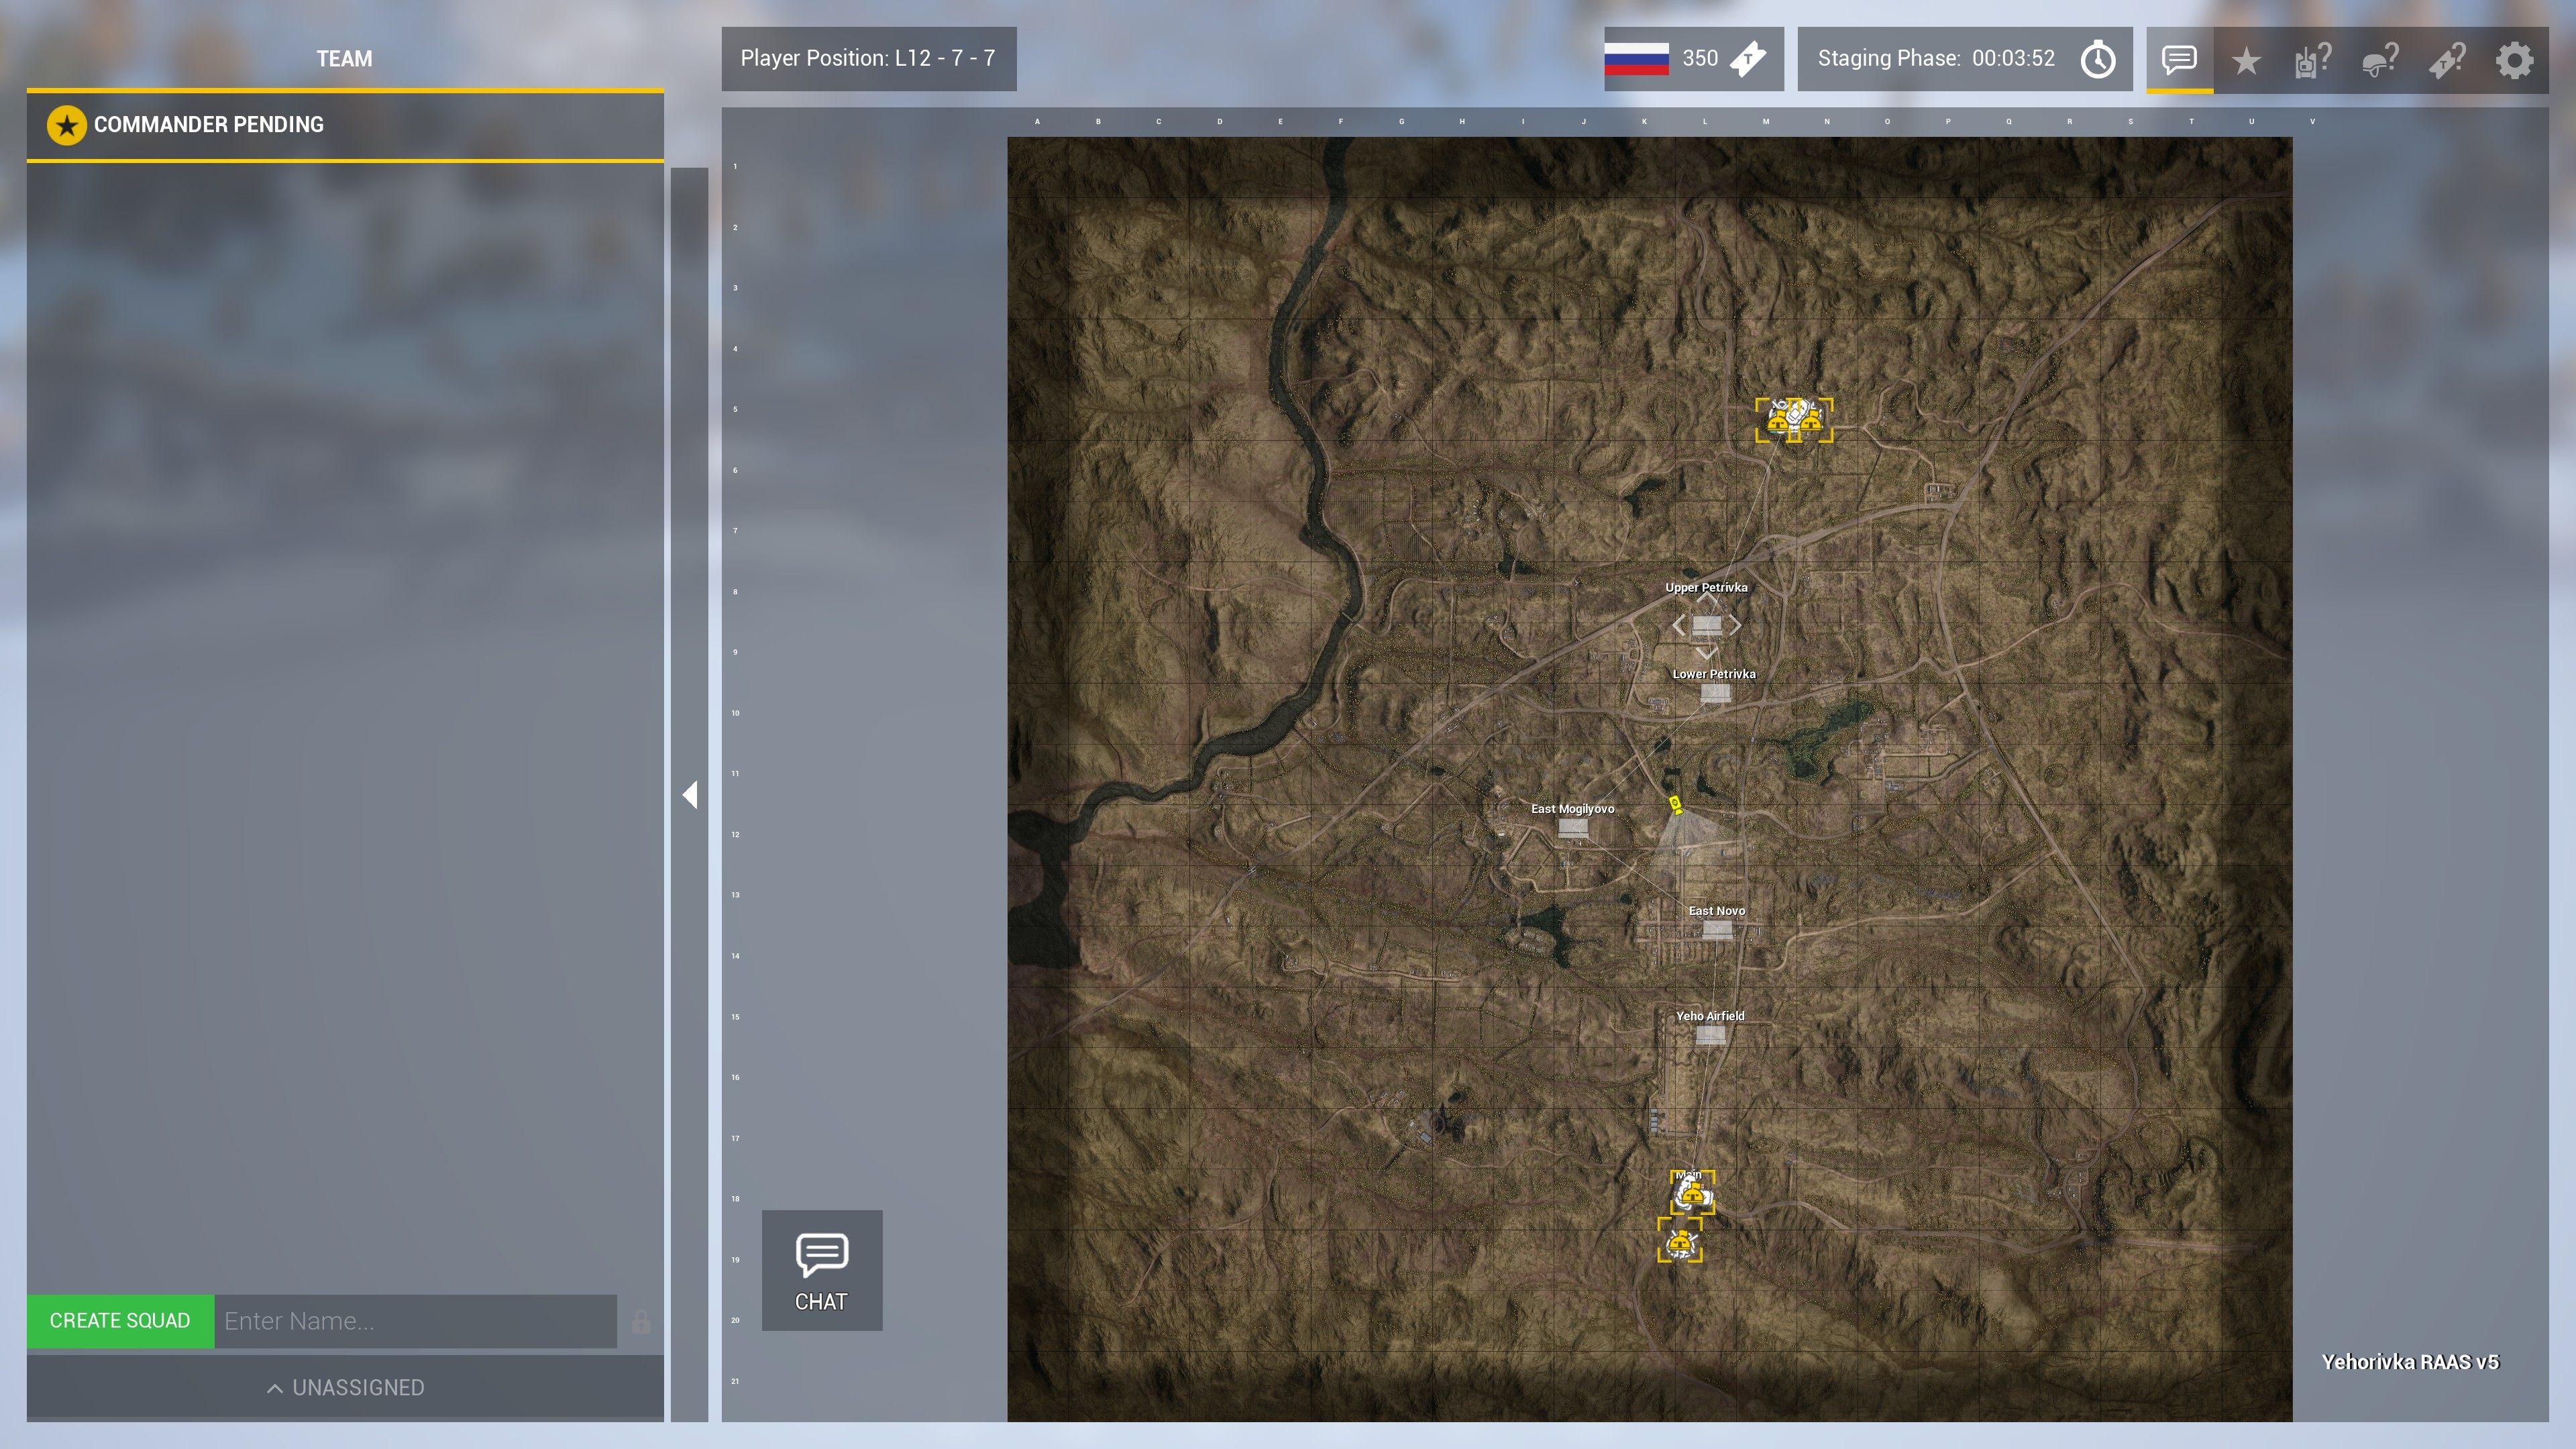 TEAM
Player Position: L12 - 7 - 7
350
T
Staging Phase: 00:03:52
COMMANDER PENDING
A B C D E F G H I J K L M N O P Q R S T U V
1
2
3
4
5
6
7
8
Upper Petrivka
9
Lower Petrivka
10
11
East Mogilyovo
12
13
East Novo
14
15
Yeho Airfield
16
17
Main
18
19
CHAT
20
CREATE SQUAD
Enter Name...
Yehorivka RAAS v5
21
UNASSIGNED